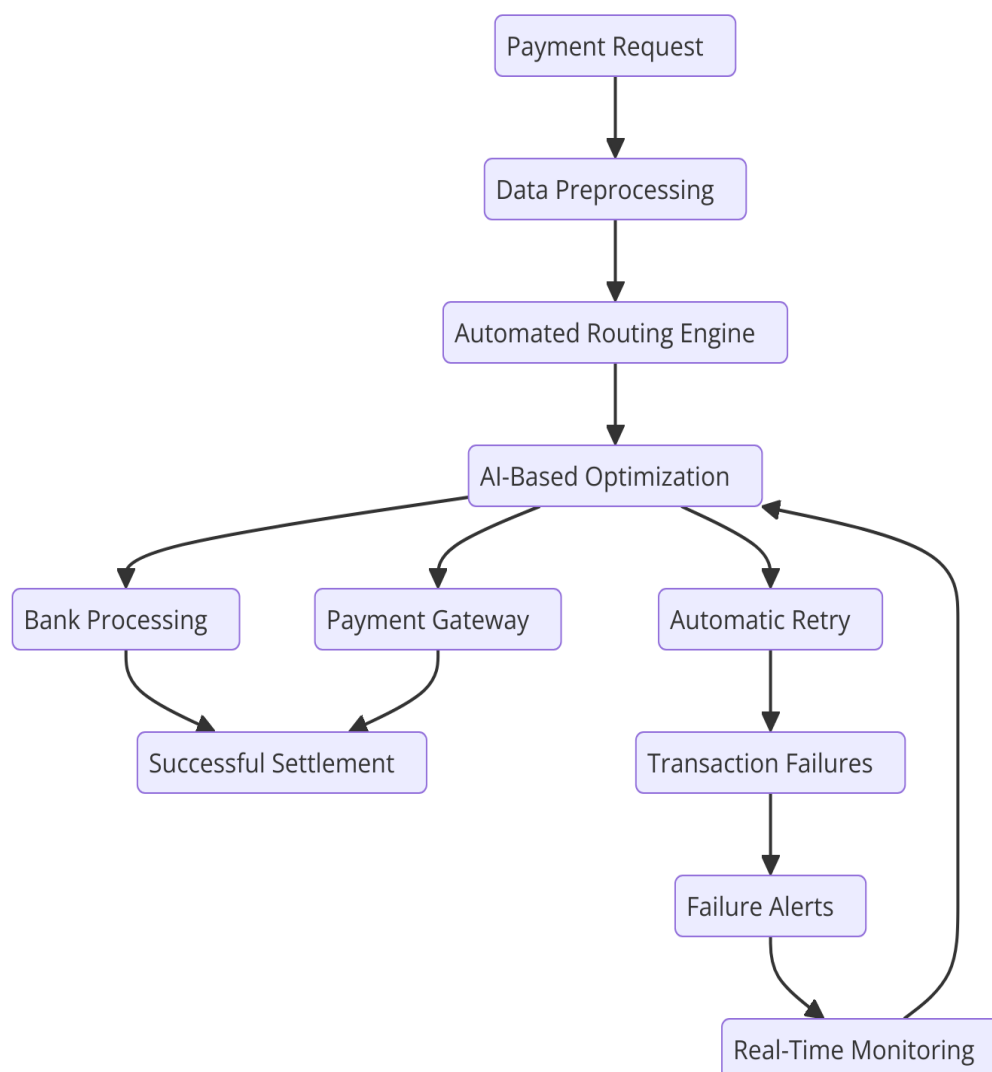 Payment Request
Data Preprocessing
Automated Routing Engine
AI-Based Optimization
Bank Processing
Payment Gateway
Automatic Retry
Successful Settlement
Transaction Failures
Failure Alerts
Real-Time Monitoring